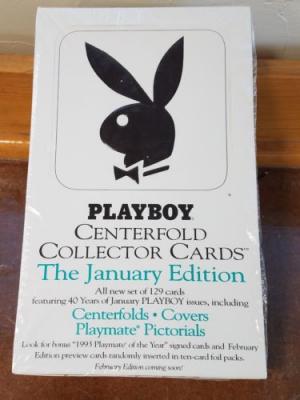 PLAYBOY
CENTERFOLD
COLLECTOR CARDS™
The January Edition
All new set of 129 cards
featuring 40 Years of January PLAYBOY issues, including
Centerfolds • Covers
Playmate® Pictorials
Look for bonus "1993 Playmate of the Year" signed cards and February
Edition preview cards randomly inserted in ten-card foil packs.
February Edition coming soon!